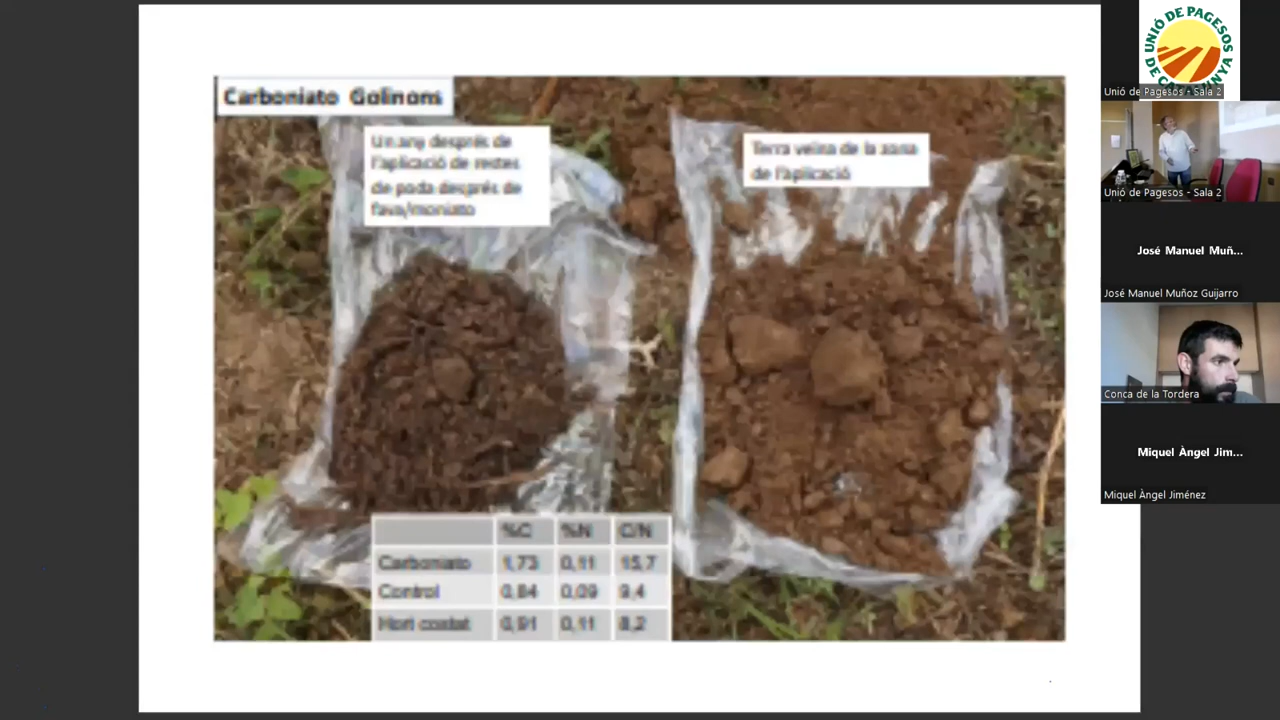 Carboniato Golinons
Un any després de
l'aplicació de restes
de poda després de
fava/moniato
Terra veïna de la zona
de l'aplicació
%C %N C/N
Carboniato 1,73 0,11 15,7
Control 0,84 0,09 9,4
Hort costat 0,91 0,11 8,2
UNIÓ DE PAGESOS
DE CATALUNYA
Unió de Pagesos - Sala 2
Unió de Pagesos - Sala 2
José Manuel Muñ...
José Manuel Muñoz Guijarro
Conca de la Tordera
Miquel Àngel Jim...
Miquel Àngel Jiménez